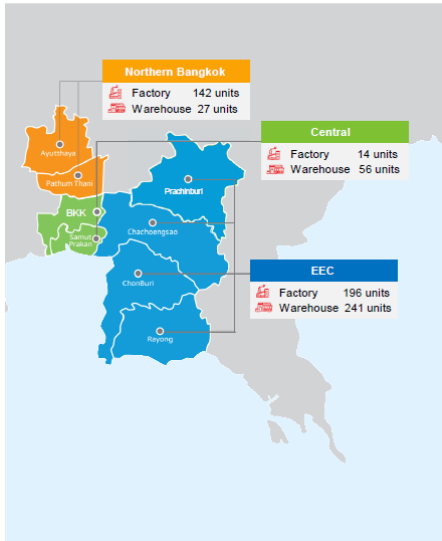 Northern Bangkok
Factory 142 units
Warehouse 27 units
Central
Factory 14 units
Warehouse 56 units
Ayutthaya
Pathum Thani
Prachinburi
BKK
Chachoengsao
Samut
Prakan
EEC
Factory 196 units
Warehouse 241 units
ChonBuri
Rayong